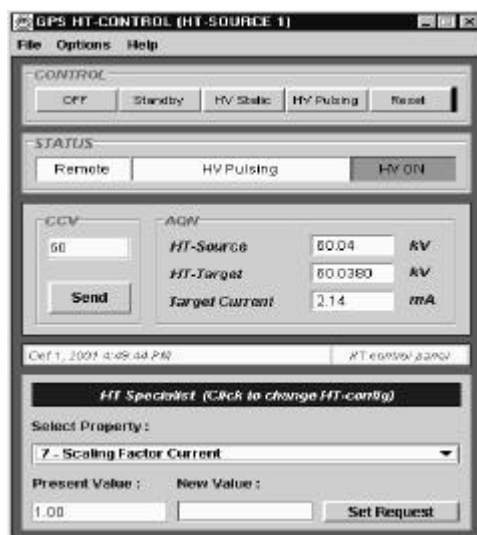 GPS HT-CONTROL (HT-SOURCE 1)
File Options Help
CONTROL
OFF Standby HV Static HV Pulsing Reset
STATUS
Remote HV Pulsing HV ON
CCV AQN
60 HT-Source 60.04 kV
HT-Target 60.0380 kV
Send Target Current 2.14 mA
Oct 1, 2001 4:49:44 PM HT control panel
HT Specialist (Click to change HT-config)
Select Property :
7 - Scaling Factor Current
Present Value : New Value :
1.00 Set Request